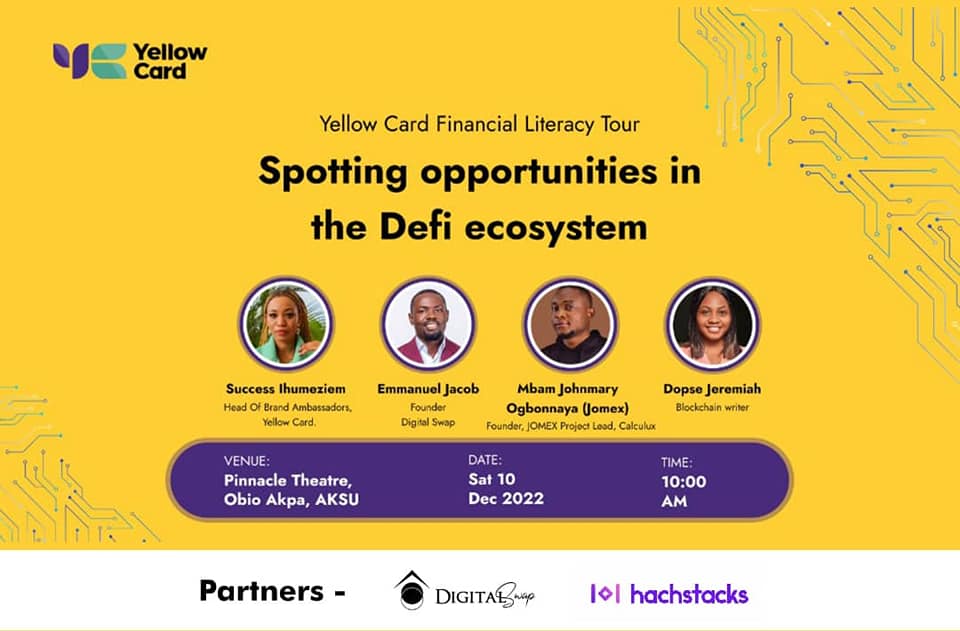 Yellow
Card
Yellow Card Financial Literacy Tour
Spotting opportunities in
the Defi ecosystem
Success Ihumeziem
Head Of Brand Ambassadors,
Yellow Card.
Emmanuel Jacob
Founder
Digital Swap
Mbam Johnmary
Ogbonnaya (Jomex)
Founder, JOMEX Project Lead, Calculux
Dopse Jeremiah
Blockchain writer
VENUE:
Pinnacle Theatre,
Obio Akpa, AKSU
DATE:
Sat 10
Dec 2022
TIME:
10:00
AM
Partners -
DIGITAL Swap
hachstacks